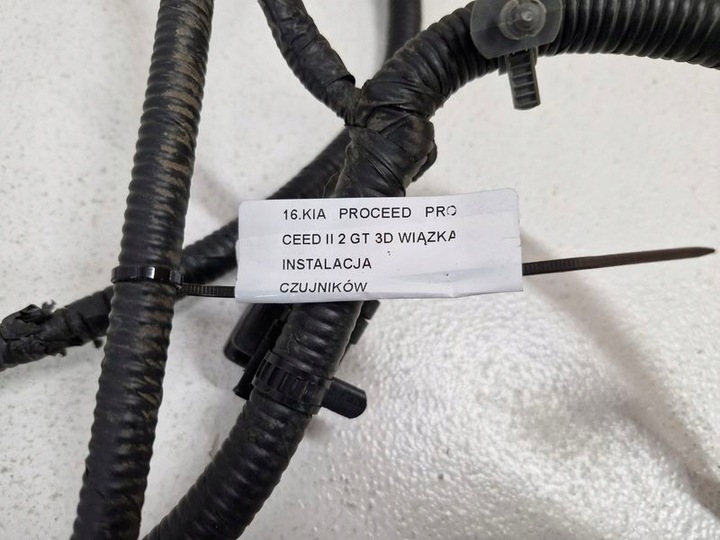 16.KIA PROCEED PRO
CEED II 2 GT 3D WIĄZKA
INSTALACJA
CZUJNIKÓW